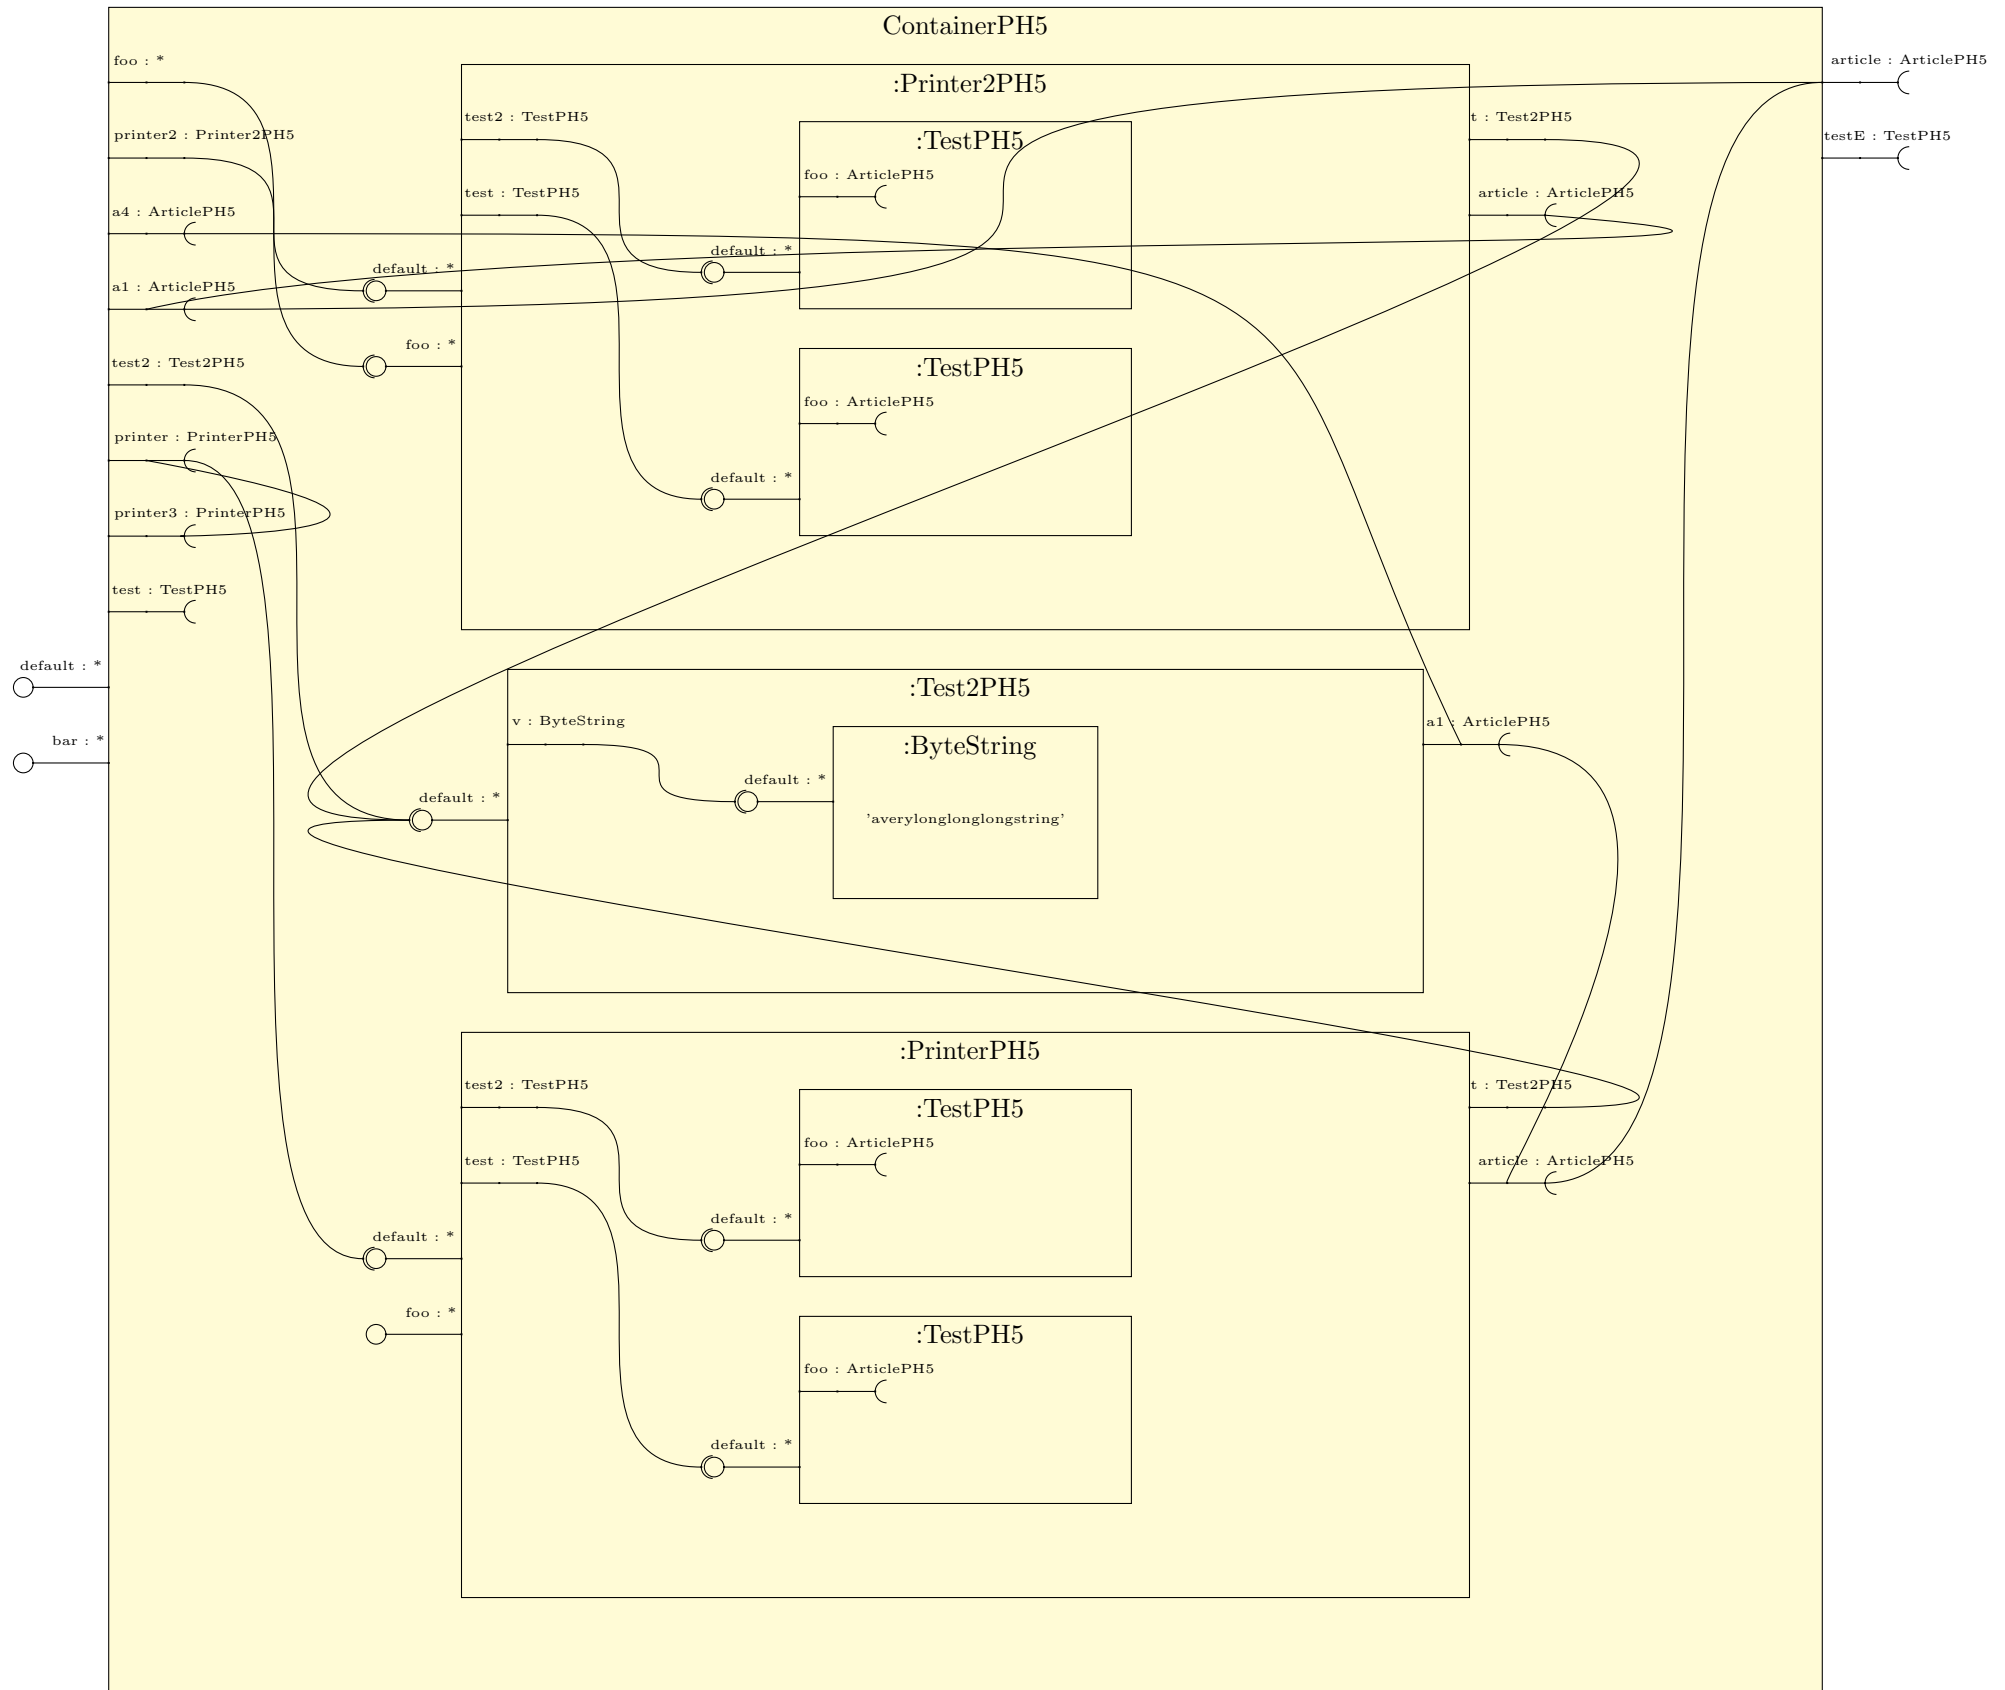 ContainerPH5
foo : *
article : ArticlePH5
:Printer2PH5
test2 : TestPH5
t : Test2PH5
printer2 : Printer2PH5
:TestPH5
testE : TestPH5
foo : ArticlePH5
test : TestPH5
article : ArticlePH5
a4 : ArticlePH5
default : *
default : *
a1 : ArticlePH5
foo : *
test2 : Test2PH5
:TestPH5
foo : ArticlePH5
printer : PrinterPH5
default : *
printer3 : PrinterPH5
test : TestPH5
default : *
:Test2PH5
v : ByteString
a1 : ArticlePH5
bar : *
:ByteString
default : *
default : *
'averylonglonglongstring'
:PrinterPH5
test2 : TestPH5
t : Test2PH5
:TestPH5
foo : ArticlePH5
test : TestPH5
article : ArticlePH5
default : *
default : *
foo : *
:TestPH5
foo : ArticlePH5
default : *